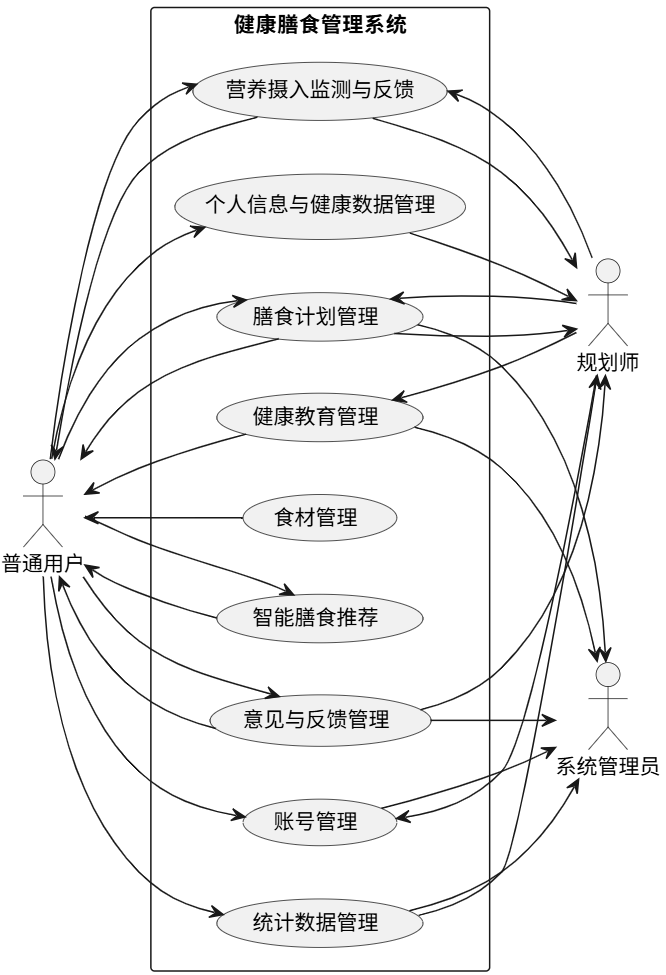 健康膳食管理系统
营养摄入监测与反馈
个人信息与健康数据管理
膳食计划管理
规划师
健康教育管理
食材管理
普通用户
智能膳食推荐
意见与反馈管理
系统管理员
账号管理
统计数据管理